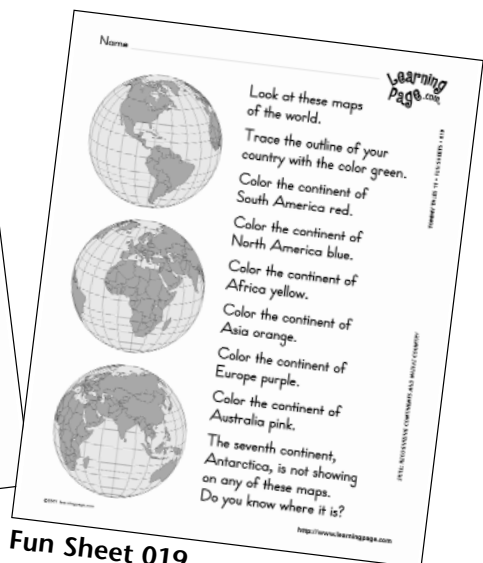 Name
Learning
Page.com
Look at these maps
of the world.
Trace the outline of your
country with the color green.
Color the continent of
South America red.
Color the continent of
North America blue.
Color the continent of
Africa yellow.
Color the continent of
Asia orange.
Color the continent of
Europe purple.
Color the continent of
Australia pink.
The seventh continent,
Antarctica, is not showing
on any of these maps.
Do you know where it is?
learningpage.com
http://www.learningpage.com
Fun Sheet 019